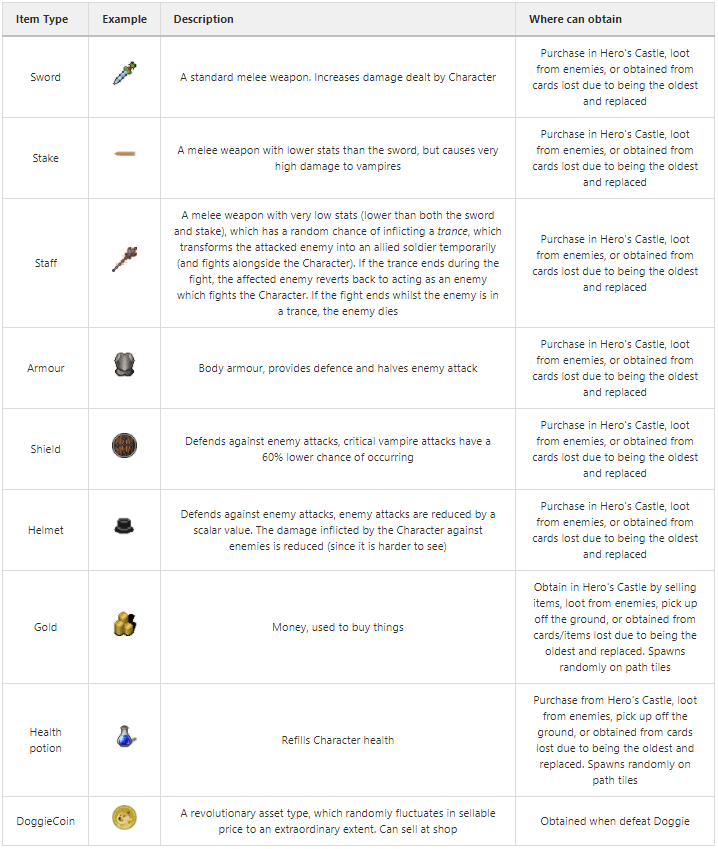 Item Type Example Description Where can obtain
Sword
A standard melee weapon. Increases damage dealt by Character
Purchase in Hero's Castle, loot
from enemies, or obtained from
cards lost due to being the oldest
and replaced
Stake
A melee weapon with lower stats than the sword, but causes very
high damage to vampires
Purchase in Hero's Castle, loot
from enemies, or obtained from
cards lost due to being the oldest
and replaced
Staff
A melee weapon with very low stats (lower than both the sword
and stake), which has a random chance of inflicting a trance, which
transforms the attacked enemy into an allied soldier temporarily
(and fights alongside the Character). If the trance ends during the
fight, the affected enemy reverts back to acting as an enemy
which fights the Character. If the fight ends whilst the enemy is in
a trance, the enemy dies
Purchase in Hero's Castle, loot
from enemies, or obtained from
cards lost due to being the oldest
and replaced
Armour
Body armour, provides defence and halves enemy attack
Purchase in Hero's Castle, loot
from enemies, or obtained from
cards lost due to being the oldest
and replaced
Shield
Defends against enemy attacks, critical vampire attacks have a
60% lower chance of occurring
Purchase in Hero's Castle, loot
from enemies, or obtained from
cards lost due to being the oldest
and replaced
Helmet
Defends against enemy attacks, enemy attacks are reduced by a
scalar value. The damage inflicted by the Character against
enemies is reduced (since it is harder to see)
Purchase in Hero's Castle, loot
from enemies, or obtained from
cards lost due to being the oldest
and replaced
Gold
Money, used to buy things
Obtain in Hero's Castle by selling
items, loot from enemies, pick up
off the ground, or obtained from
cards/items lost due to being the
oldest and replaced. Spawns
randomly on path tiles
Health
potion
Refills Character health
Purchase from Hero's Castle, loot
from enemies, pick up off the
ground, or obtained from cards
lost due to being the oldest and
replaced. Spawns randomly on
path tiles
DoggieCoin
A revolutionary asset type, which randomly fluctuates in sellable
price to an extraordinary extent. Can sell at shop
Obtained when defeat Doggie